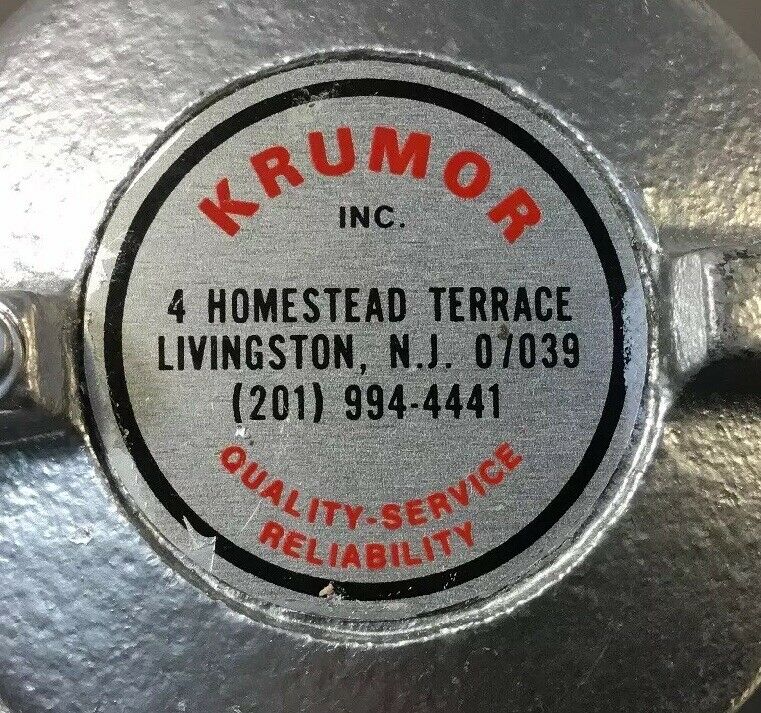 KRUMOR
INC.
4 HOMESTEAD TERRACE
LIVINGSTON, N.J. 07039
(201) 994-4441
QUALITY-SERVICE
RELIABILITY